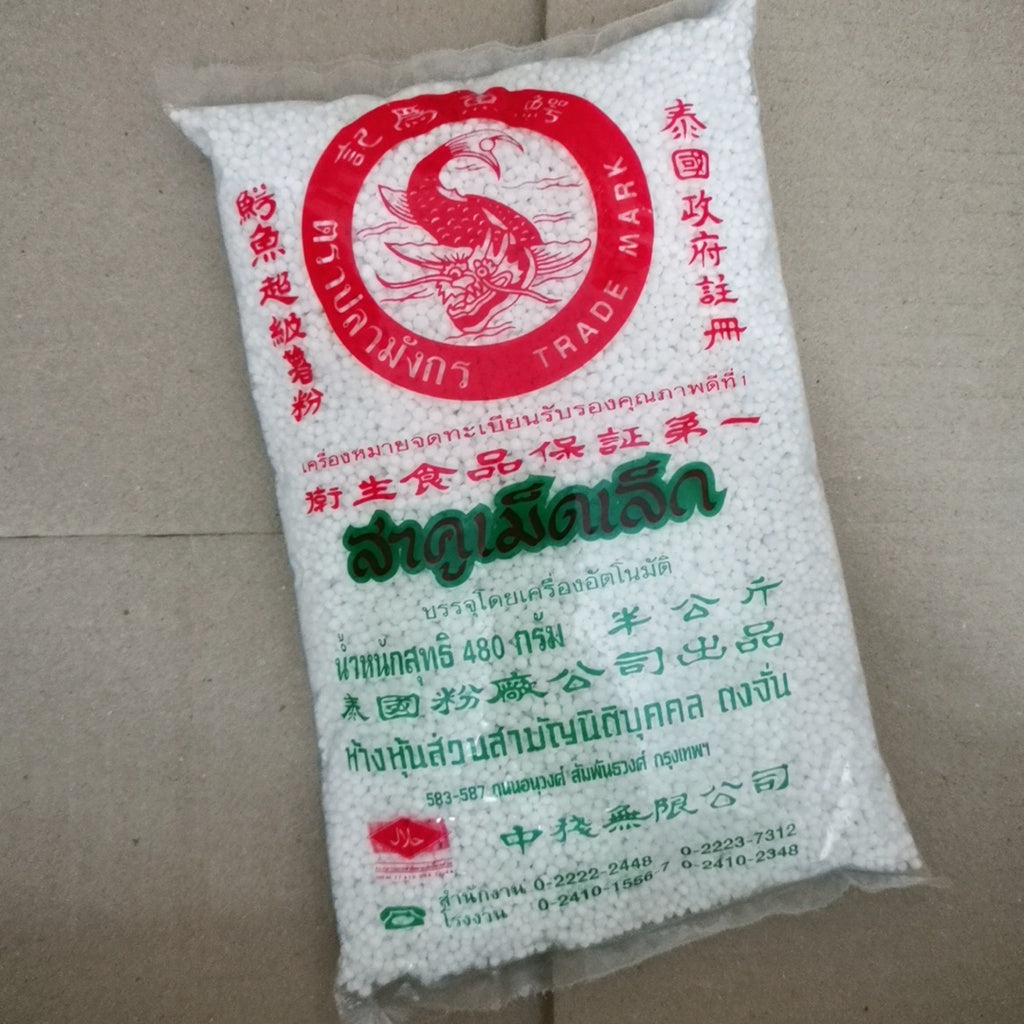 鰐魚為記
ตราปลามังกร
TRADE MARK
泰國政府註冊
鰐魚超級薯粉
เครื่องหมายจดทะเบียนรับรองคุณภาพดีที่ 1
衛生食品保証第一
สาคูเม็ดเล็ก
บรรจุโดยเครื่องอัตโนมัติ
น้ำหนักสุทธิ 480 กรัม 半公斤
泰國粉廠公司出品
ห้างหุ้นส่วนสามัญนิติบุคคล ตงจั่น
583-587 ถนนอนุวงศ์ สัมพันธวงศ์ กรุงเทพฯ
中棧無限公司
สำนักงาน 0-2222-2448, 0-2223-7312
โรงงาน 0-2410-1556, 0-2410-2348